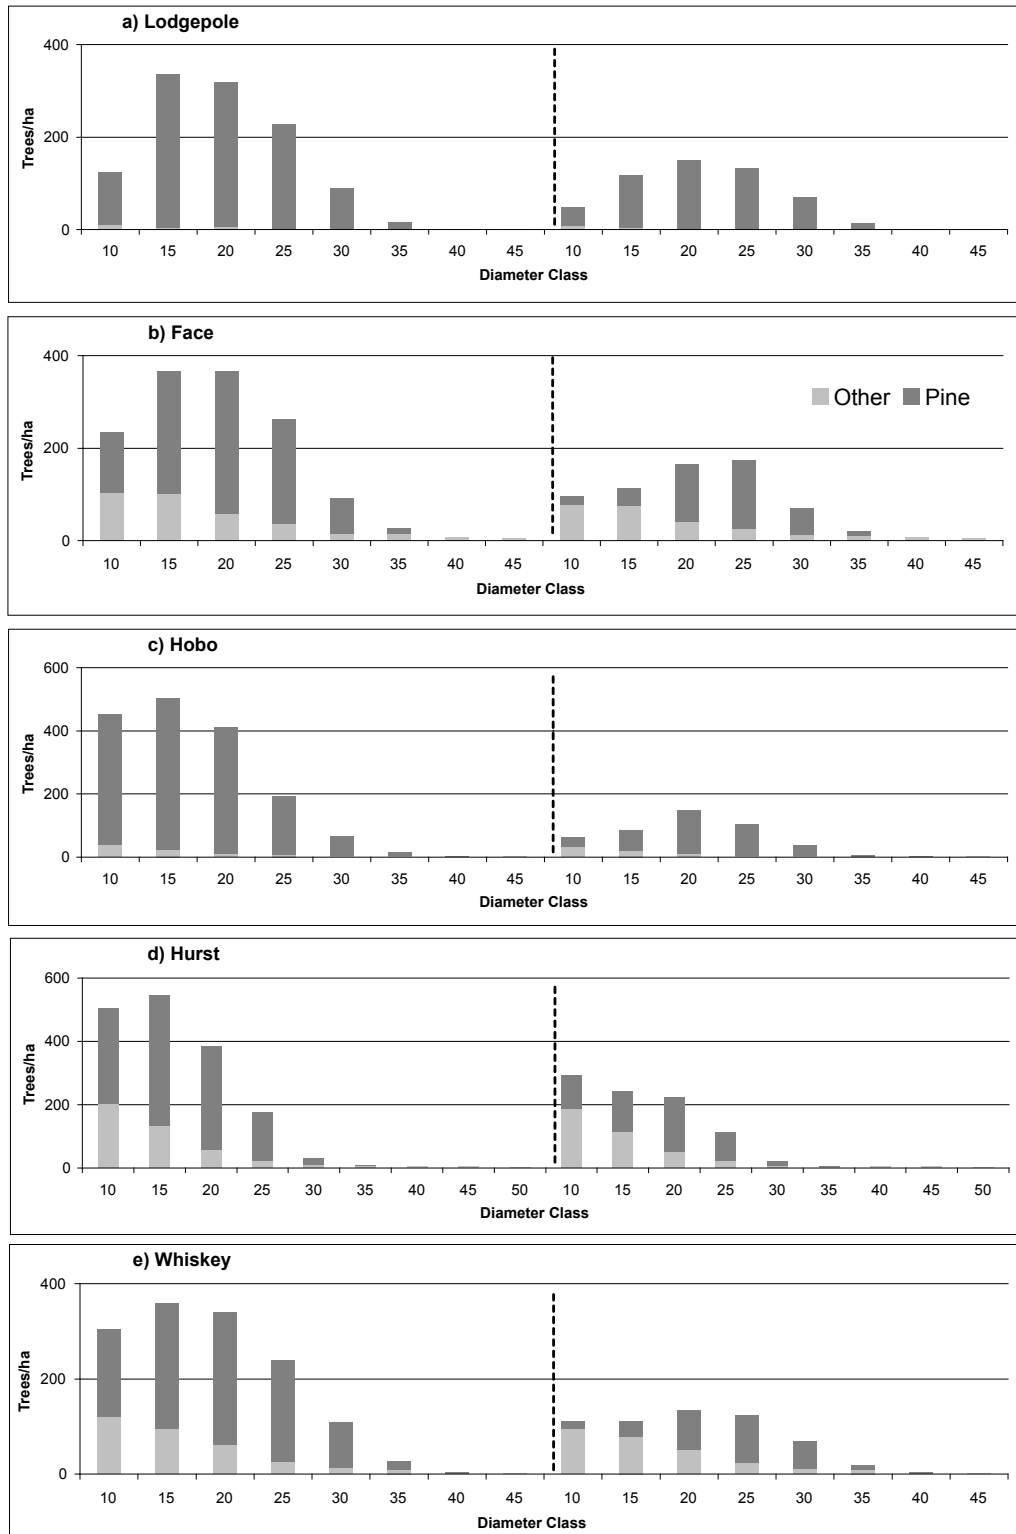 a) Lodgepole
400
200
0
Trees/ha
10 15 20 25 30 35 40 45 10 15 20 25 30 35 40 45
Diameter Class
b) Face
400
200
0
Trees/ha
Other Pine
10 15 20 25 30 35 40 45 10 15 20 25 30 35 40 45
Diameter Class
c) Hobo
600
400
200
0
Trees/ha
10 15 20 25 30 35 40 45 10 15 20 25 30 35 40 45
Diameter Class
d) Hurst
600
400
200
0
Trees/ha
10 15 20 25 30 35 40 45 50 10 15 20 25 30 35 40 45 50
Diameter Class
e) Whiskey
400
200
0
Trees/ha
10 15 20 25 30 35 40 45 10 15 20 25 30 35 40 45
Diameter Class